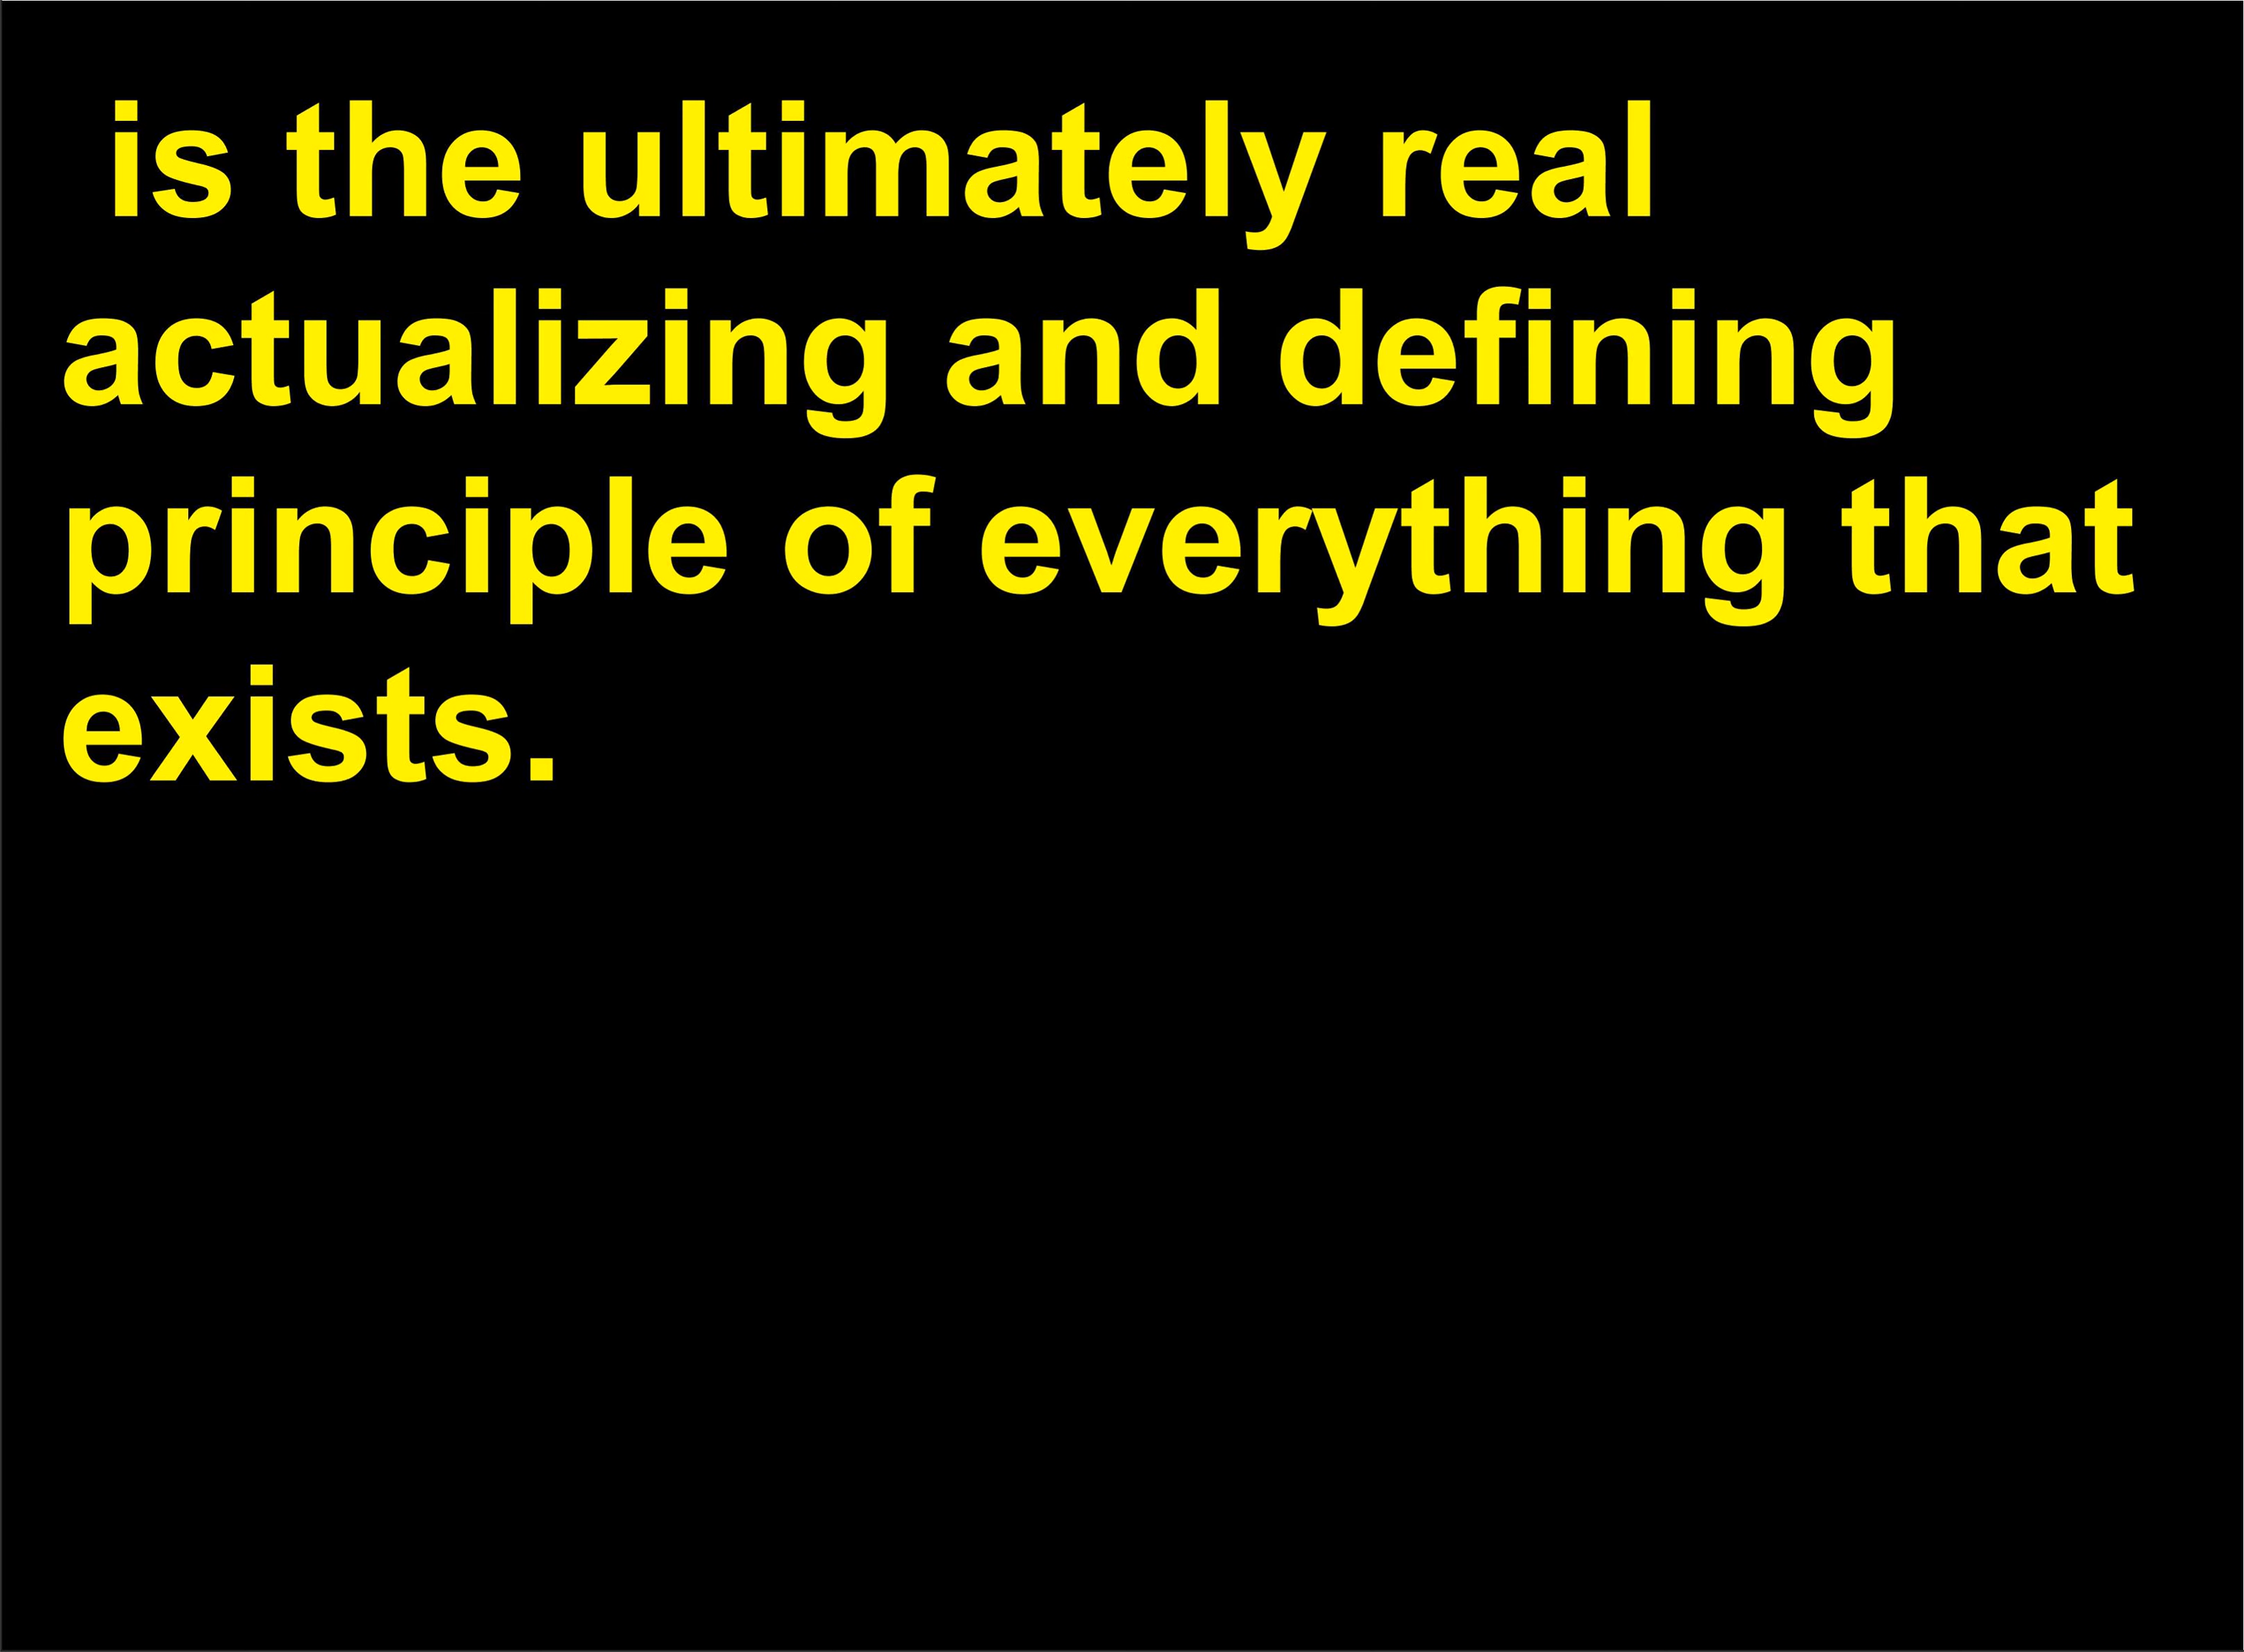 is the ultimately real
actualizing and defining
principle of everything that
exists.